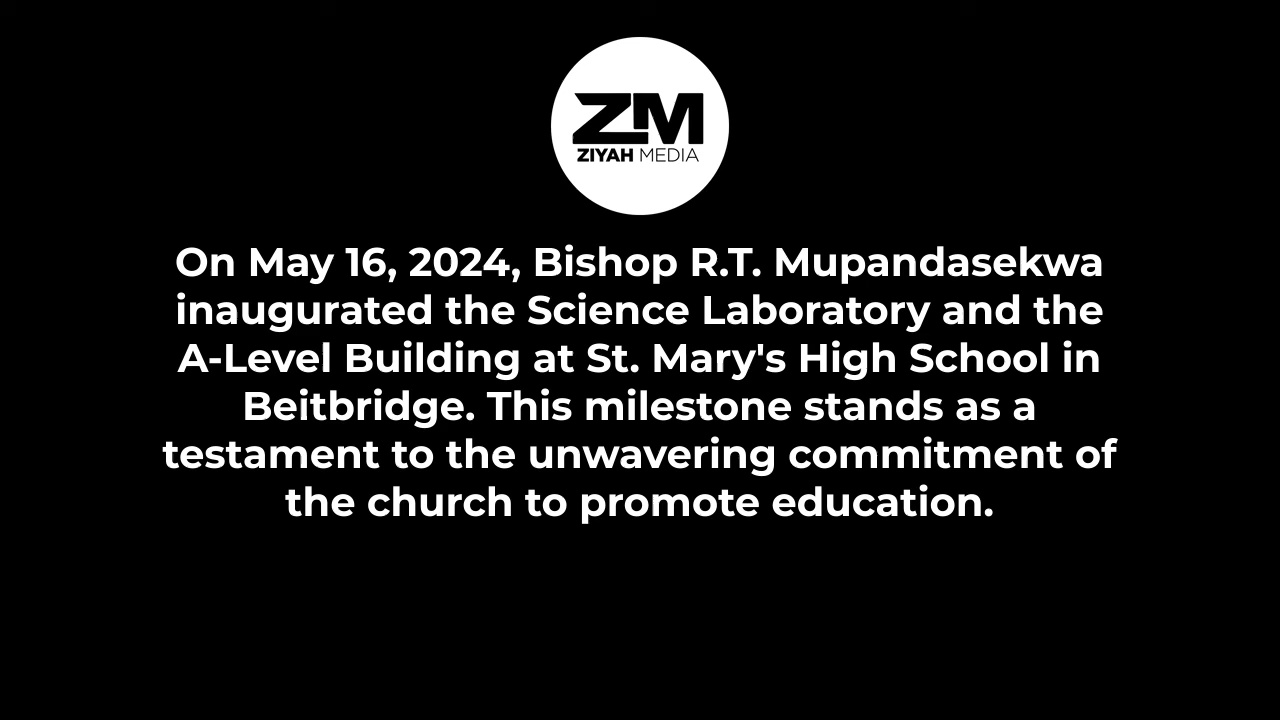 ZM
ZIYAH MEDIA
On May 16, 2024, Bishop R.T. Mupandasekwa
inaugurated the Science Laboratory and the
A-Level Building at St. Mary's High School in
Beitbridge. This milestone stands as a
testament to the unwavering commitment of
the church to promote education.